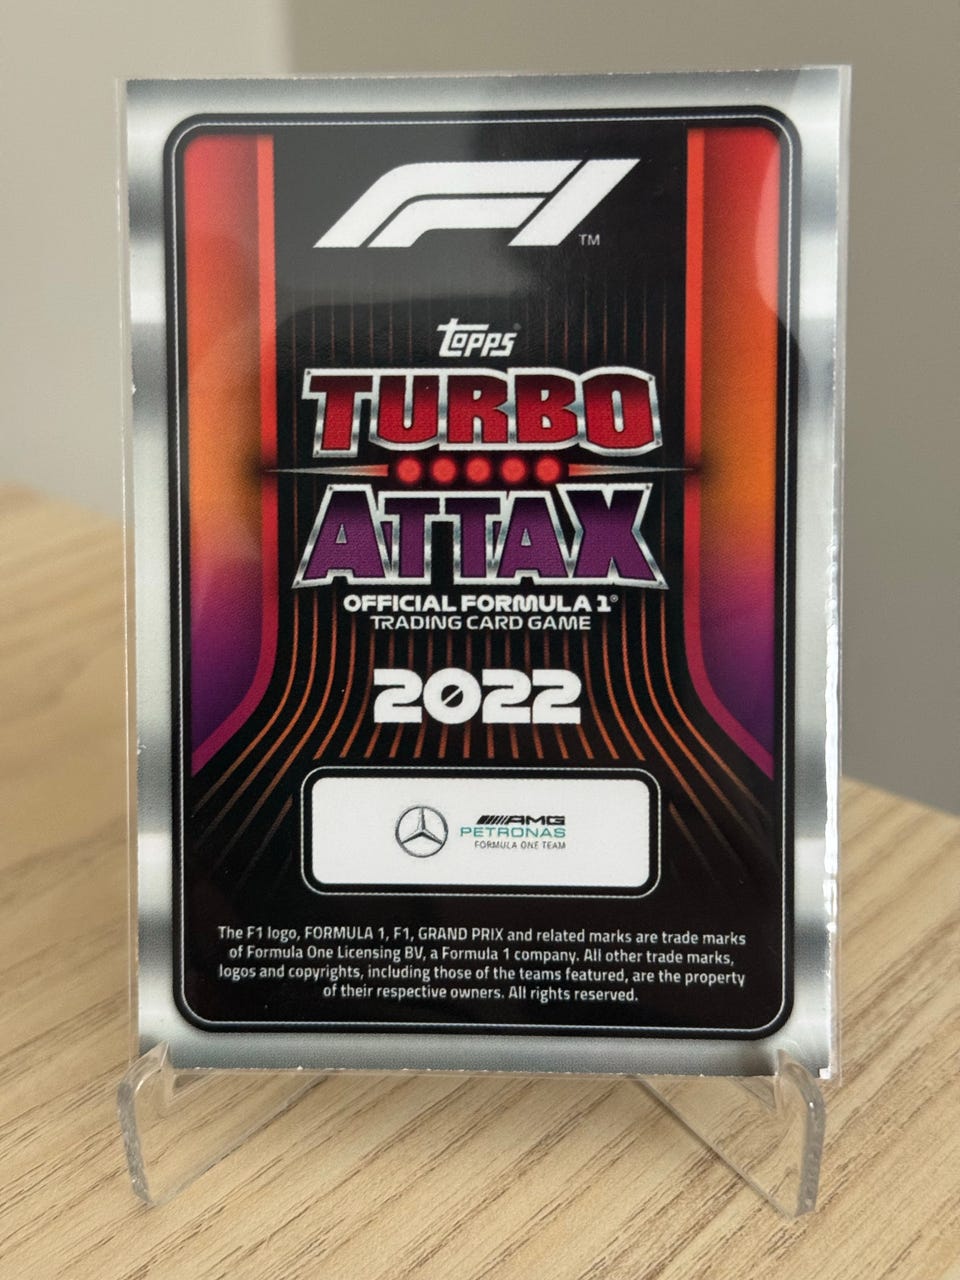 F1
TM
Topps®
TURBO
ATTAX
OFFICIAL FORMULA 1®
TRADING CARD GAME
2022
AMG
PETRONAS
FORMULA ONE TEAM
The F1 logo, FORMULA 1, F1, GRAND PRIX and related marks are trade marks
of Formula One Licensing BV, a Formula 1 company. All other trade marks,
logos and copyrights, including those of the teams featured, are the property
of their respective owners. All rights reserved.